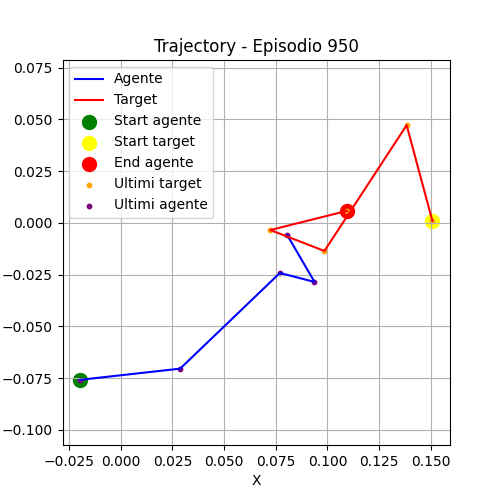 Trajectory - Episodio 950
Agente
Target
Start agente
Start target
End agente
Ultimi target
Ultimi agente
0.075
0.050
0.025
0.000
−0.025
−0.050
−0.075
−0.100
−0.025 0.000 0.025 0.050 0.075 0.100 0.125 0.150
X